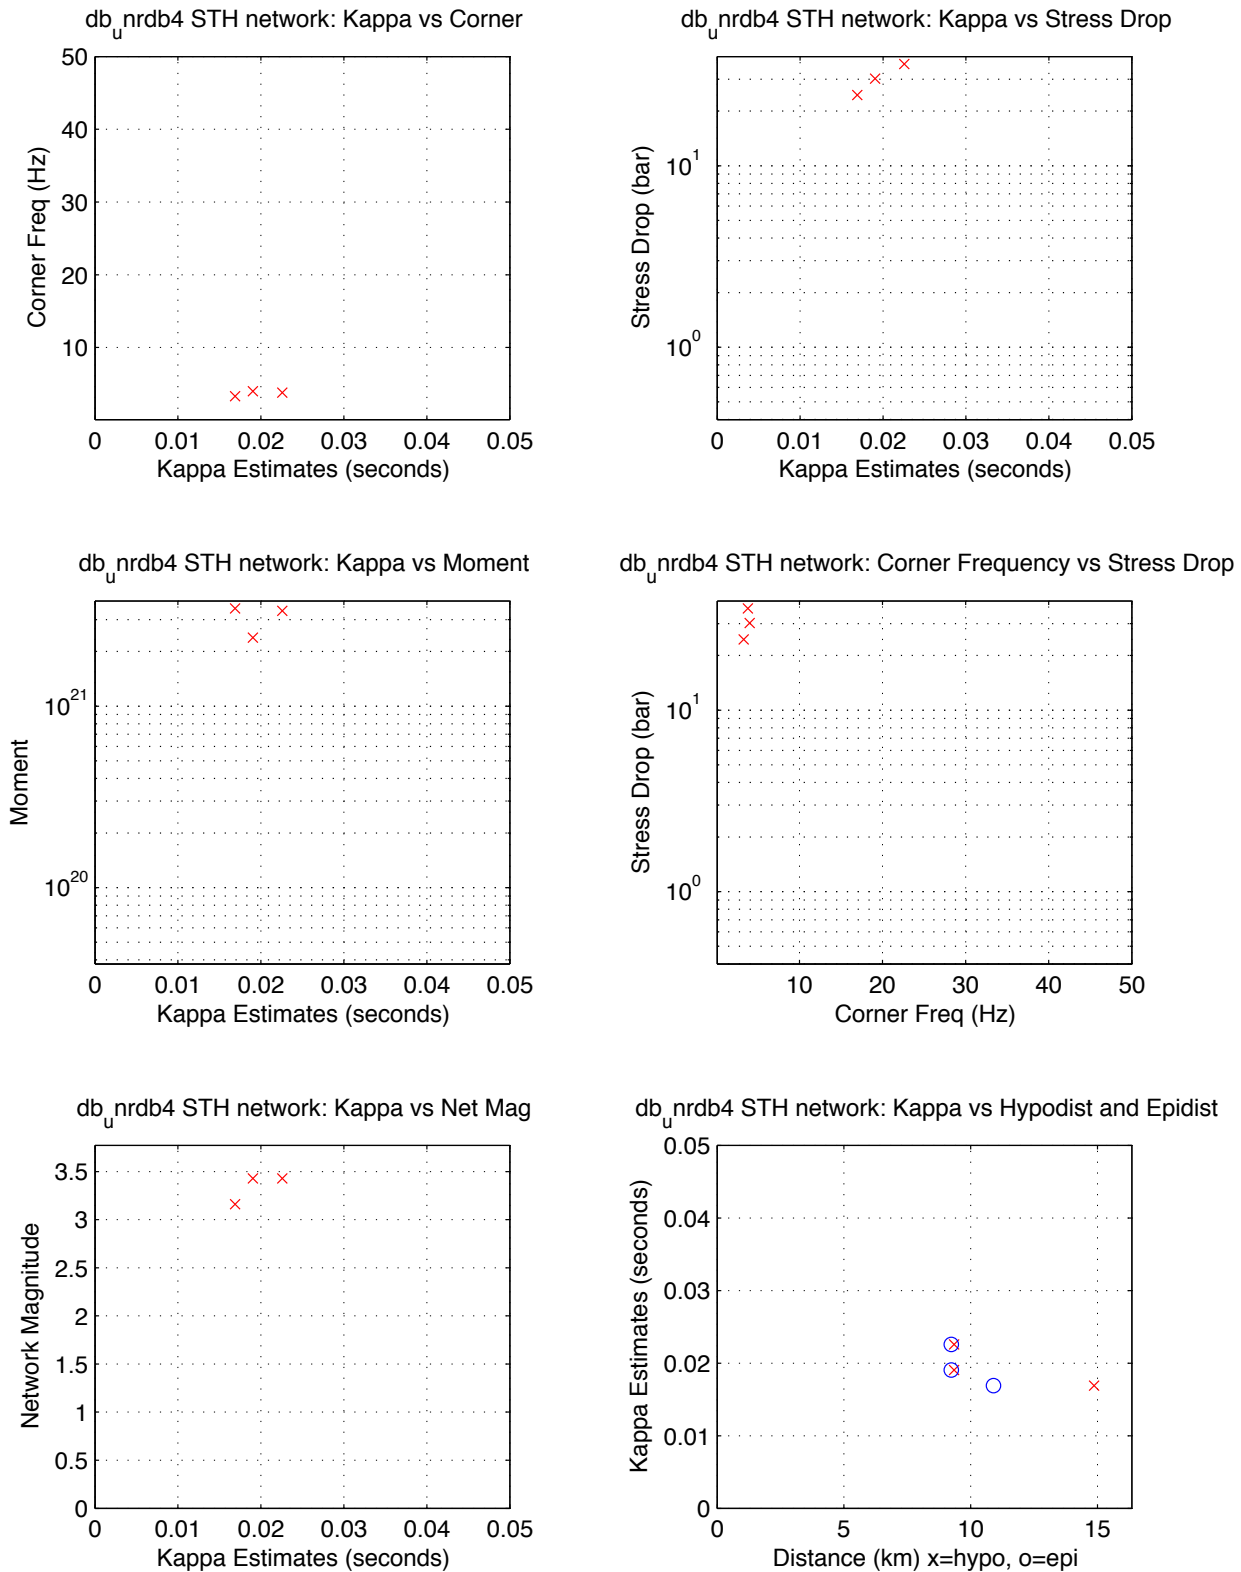 db_unrdb4 STH network: Kappa vs Corner
50
40
30
20
10
Corner Freq (Hz)
0 0.01 0.02 0.03 0.04 0.05
Kappa Estimates (seconds)
db_unrdb4 STH network: Kappa vs Stress Drop
10^1
10^0
Stress Drop (bar)
0 0.01 0.02 0.03 0.04 0.05
Kappa Estimates (seconds)
db_unrdb4 STH network: Kappa vs Moment
10^21
10^20
Moment
0 0.01 0.02 0.03 0.04 0.05
Kappa Estimates (seconds)
db_unrdb4 STH network: Corner Frequency vs Stress Drop
10^1
10^0
Stress Drop (bar)
10 20 30 40 50
Corner Freq (Hz)
db_unrdb4 STH network: Kappa vs Net Mag
3.5
3
2.5
2
1.5
1
0.5
0
Network Magnitude
0 0.01 0.02 0.03 0.04 0.05
Kappa Estimates (seconds)
db_unrdb4 STH network: Kappa vs Hypodist and Epidist
0.05
0.04
0.03
0.02
0.01
0
Kappa Estimates (seconds)
0 5 10 15
Distance (km) x=hypo, o=epi